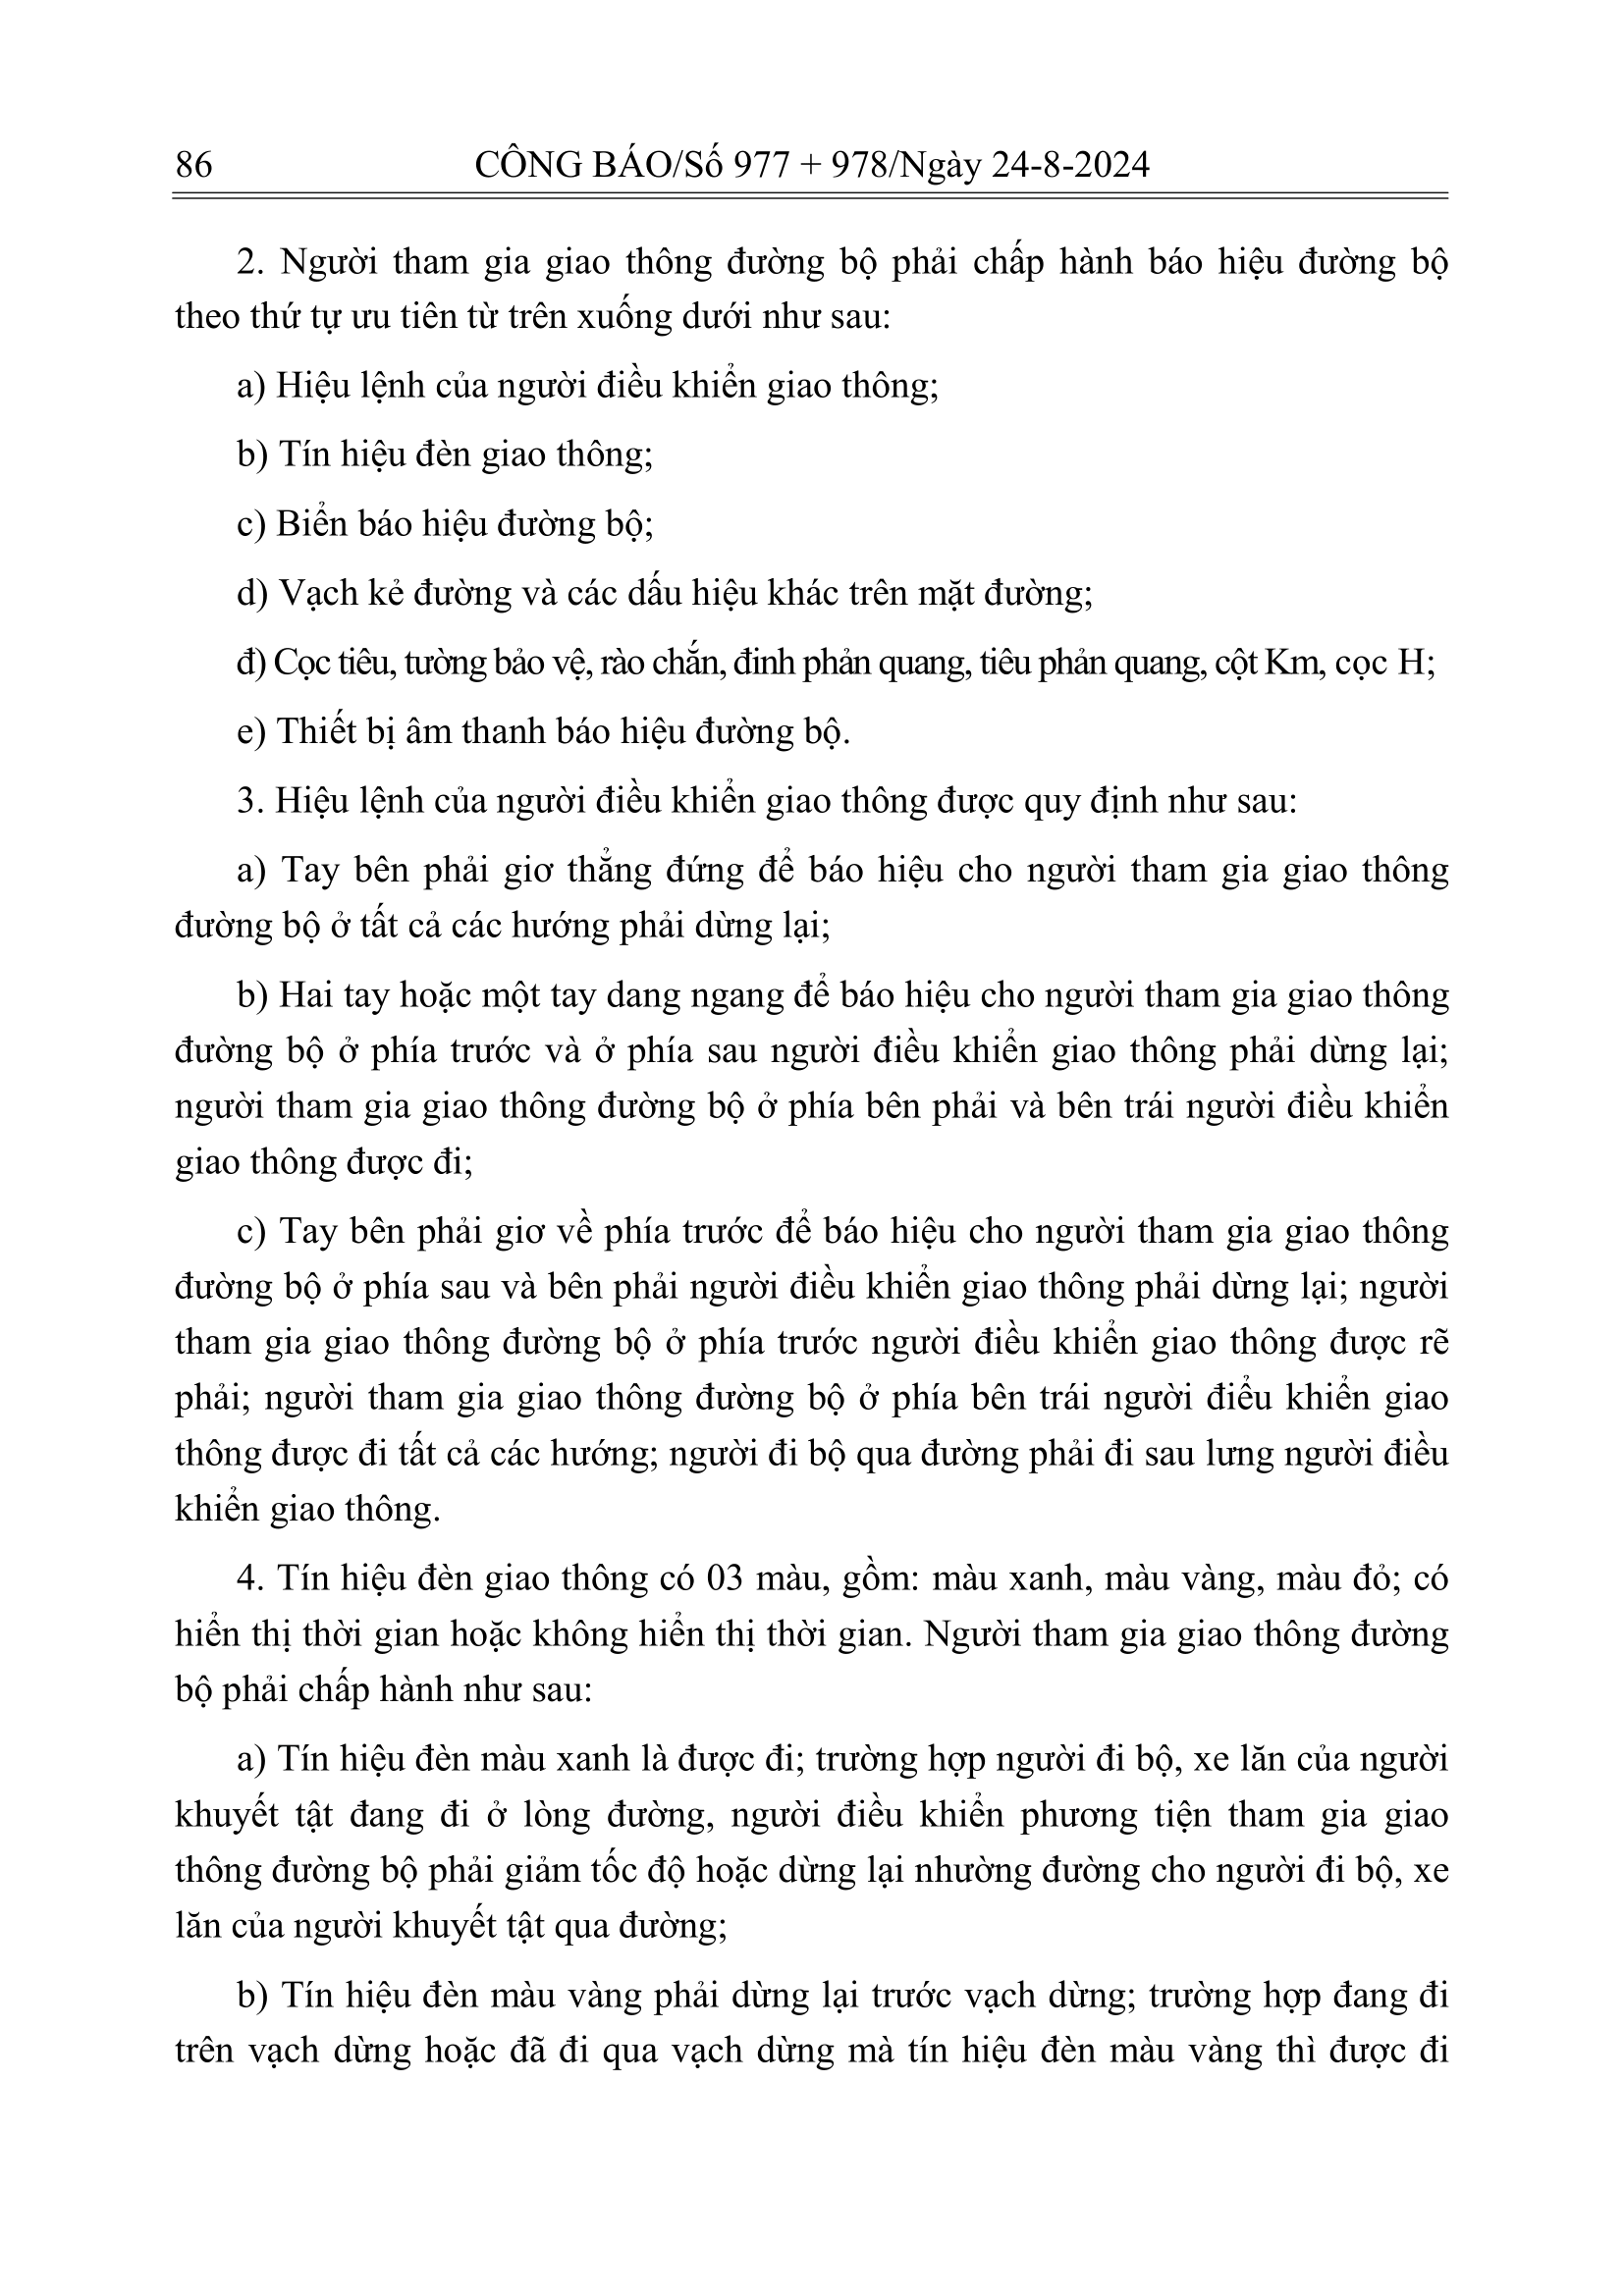 86 CÔNG BÁO/Số 977 + 978/Ngày 24-8-2024
2. Người tham gia giao thông đường bộ phải chấp hành báo hiệu đường bộ
theo thứ tự ưu tiên từ trên xuống dưới như sau:
a) Hiệu lệnh của người điều khiển giao thông;
b) Tín hiệu đèn giao thông;
c) Biển báo hiệu đường bộ;
d) Vạch kẻ đường và các dấu hiệu khác trên mặt đường;
đ) Cọc tiêu, tường bảo vệ, rào chắn, đinh phản quang, tiêu phản quang, cột Km, cọc H;
e) Thiết bị âm thanh báo hiệu đường bộ.
3. Hiệu lệnh của người điều khiển giao thông được quy định như sau:
a) Tay bên phải giơ thẳng đứng để báo hiệu cho người tham gia giao thông
đường bộ ở tất cả các hướng phải dừng lại;
b) Hai tay hoặc một tay dang ngang để báo hiệu cho người tham gia giao thông
đường bộ ở phía trước và ở phía sau người điều khiển giao thông phải dừng lại;
người tham gia giao thông đường bộ ở phía bên phải và bên trái người điều khiển
giao thông được đi;
c) Tay bên phải giơ về phía trước để báo hiệu cho người tham gia giao thông
đường bộ ở phía sau và bên phải người điều khiển giao thông phải dừng lại; người
tham gia giao thông đường bộ ở phía trước người điều khiển giao thông được rẽ
phải; người tham gia giao thông đường bộ ở phía bên trái người điểu khiển giao
thông được đi tất cả các hướng; người đi bộ qua đường phải đi sau lưng người điều
khiển giao thông.
4. Tín hiệu đèn giao thông có 03 màu, gồm: màu xanh, màu vàng, màu đỏ; có
hiển thị thời gian hoặc không hiển thị thời gian. Người tham gia giao thông đường
bộ phải chấp hành như sau:
a) Tín hiệu đèn màu xanh là được đi; trường hợp người đi bộ, xe lăn của người
khuyết tật đang đi ở lòng đường, người điều khiển phương tiện tham gia giao
thông đường bộ phải giảm tốc độ hoặc dừng lại nhường đường cho người đi bộ, xe
lăn của người khuyết tật qua đường;
b) Tín hiệu đèn màu vàng phải dừng lại trước vạch dừng; trường hợp đang đi
trên vạch dừng hoặc đã đi qua vạch dừng mà tín hiệu đèn màu vàng thì được đi